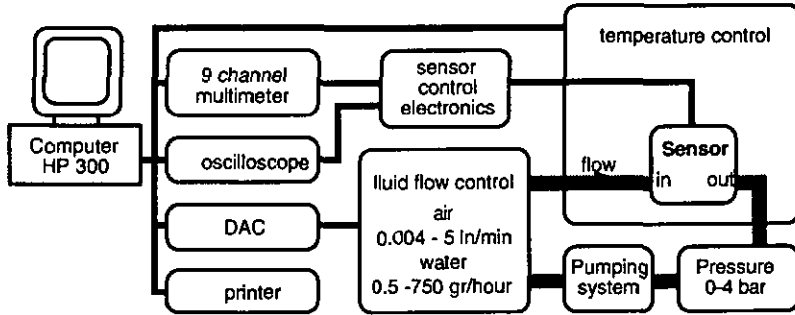 temperature control
9 channel
multimeter
sensor
control
electronics
Computer
HP 300
oscilloscope
fluid flow control
air
0.004 - 5 ln/min
water
0.5 -750 gr/hour
flow
Sensor
in out
DAC
printer
Pumping
system
Pressure
0-4 bar